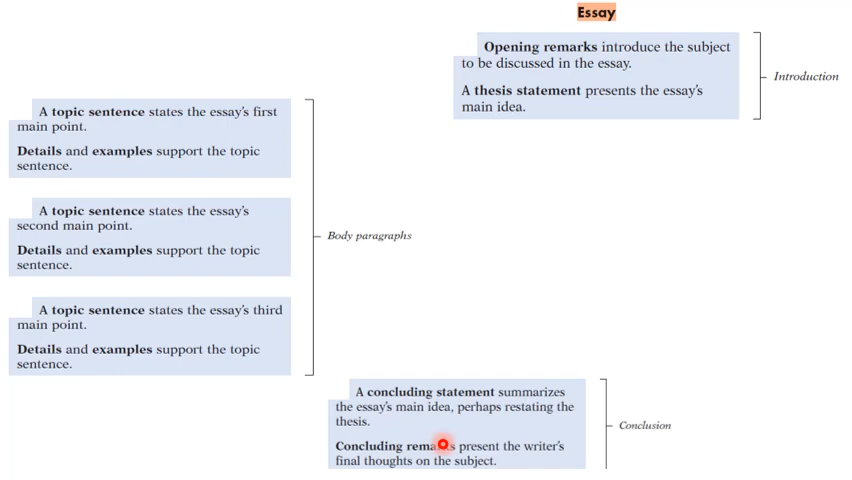 Essay
Opening remarks introduce the subject
to be discussed in the essay.
A thesis statement presents the essay's
main idea.
Introduction
A topic sentence states the essay's first
main point.
Details and examples support the topic
sentence.
A topic sentence states the essay's
second main point.
Details and examples support the topic
sentence.
A topic sentence states the essay's third
main point.
Details and examples support the topic
sentence.
Body paragraphs
A concluding statement summarizes
the essay's main idea, perhaps restating the
thesis.
Concluding remarks present the writer's
final thoughts on the subject.
Conclusion